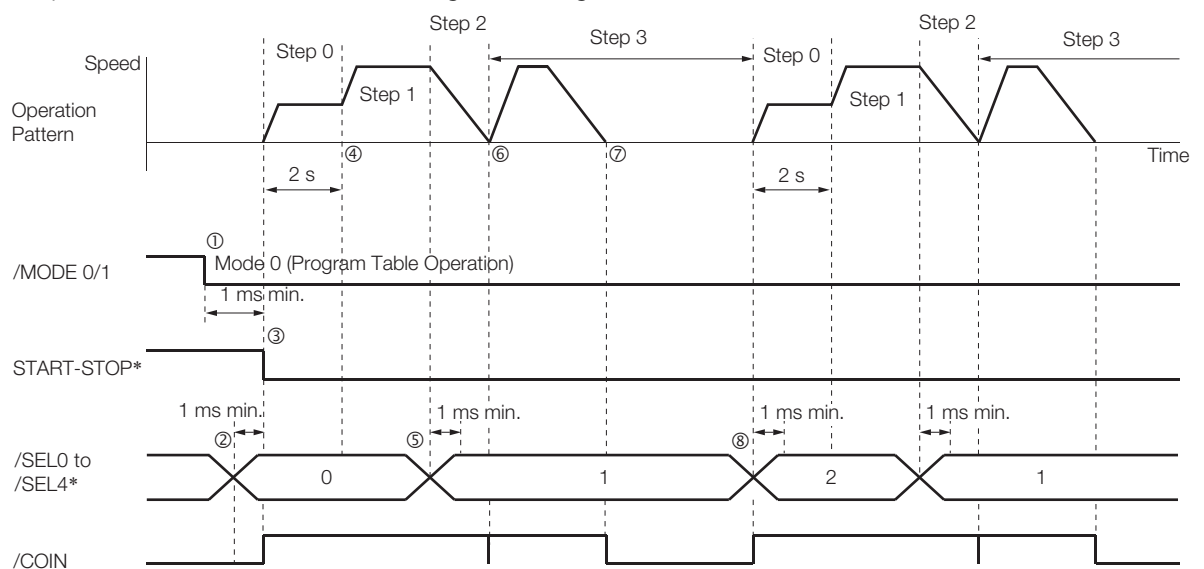 Step 2
Step 2
Step 0
Step 3
Step 0
Step 3
Speed
Step 1
Step 1
Operation
Pattern
④
⑥
⑦
Time
2 s
2 s
①
/MODE 0/1
Mode 0 (Program Table Operation)
1 ms min.
③
START-STOP*
1 ms min.
1 ms min.
1 ms min.
1 ms min.
②
⑤
⑧
/SEL0 to
/SEL4*
0
1
2
1
/COIN